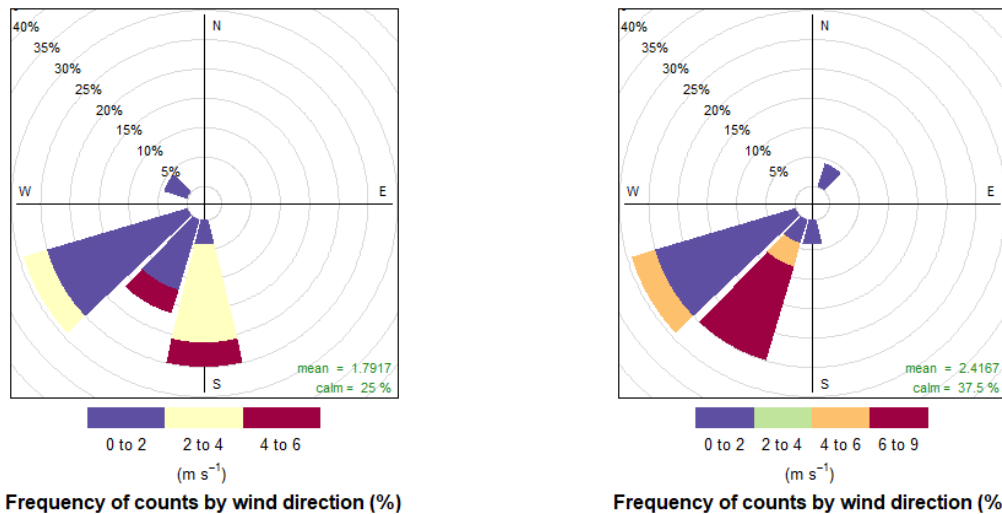 40%
35%
30%
25%
20%
15%
10%
5%
N
W
E
S
mean = 1.7917
calm = 25 %
0 to 2 2 to 4 4 to 6
(m s⁻¹)
Frequency of counts by wind direction (%)
40%
35%
30%
25%
20%
15%
10%
5%
N
W
E
S
mean = 2.4167
calm = 37.5 %
0 to 2 2 to 4 4 to 6 6 to 9
(m s⁻¹)
Frequency of counts by wind direction (%